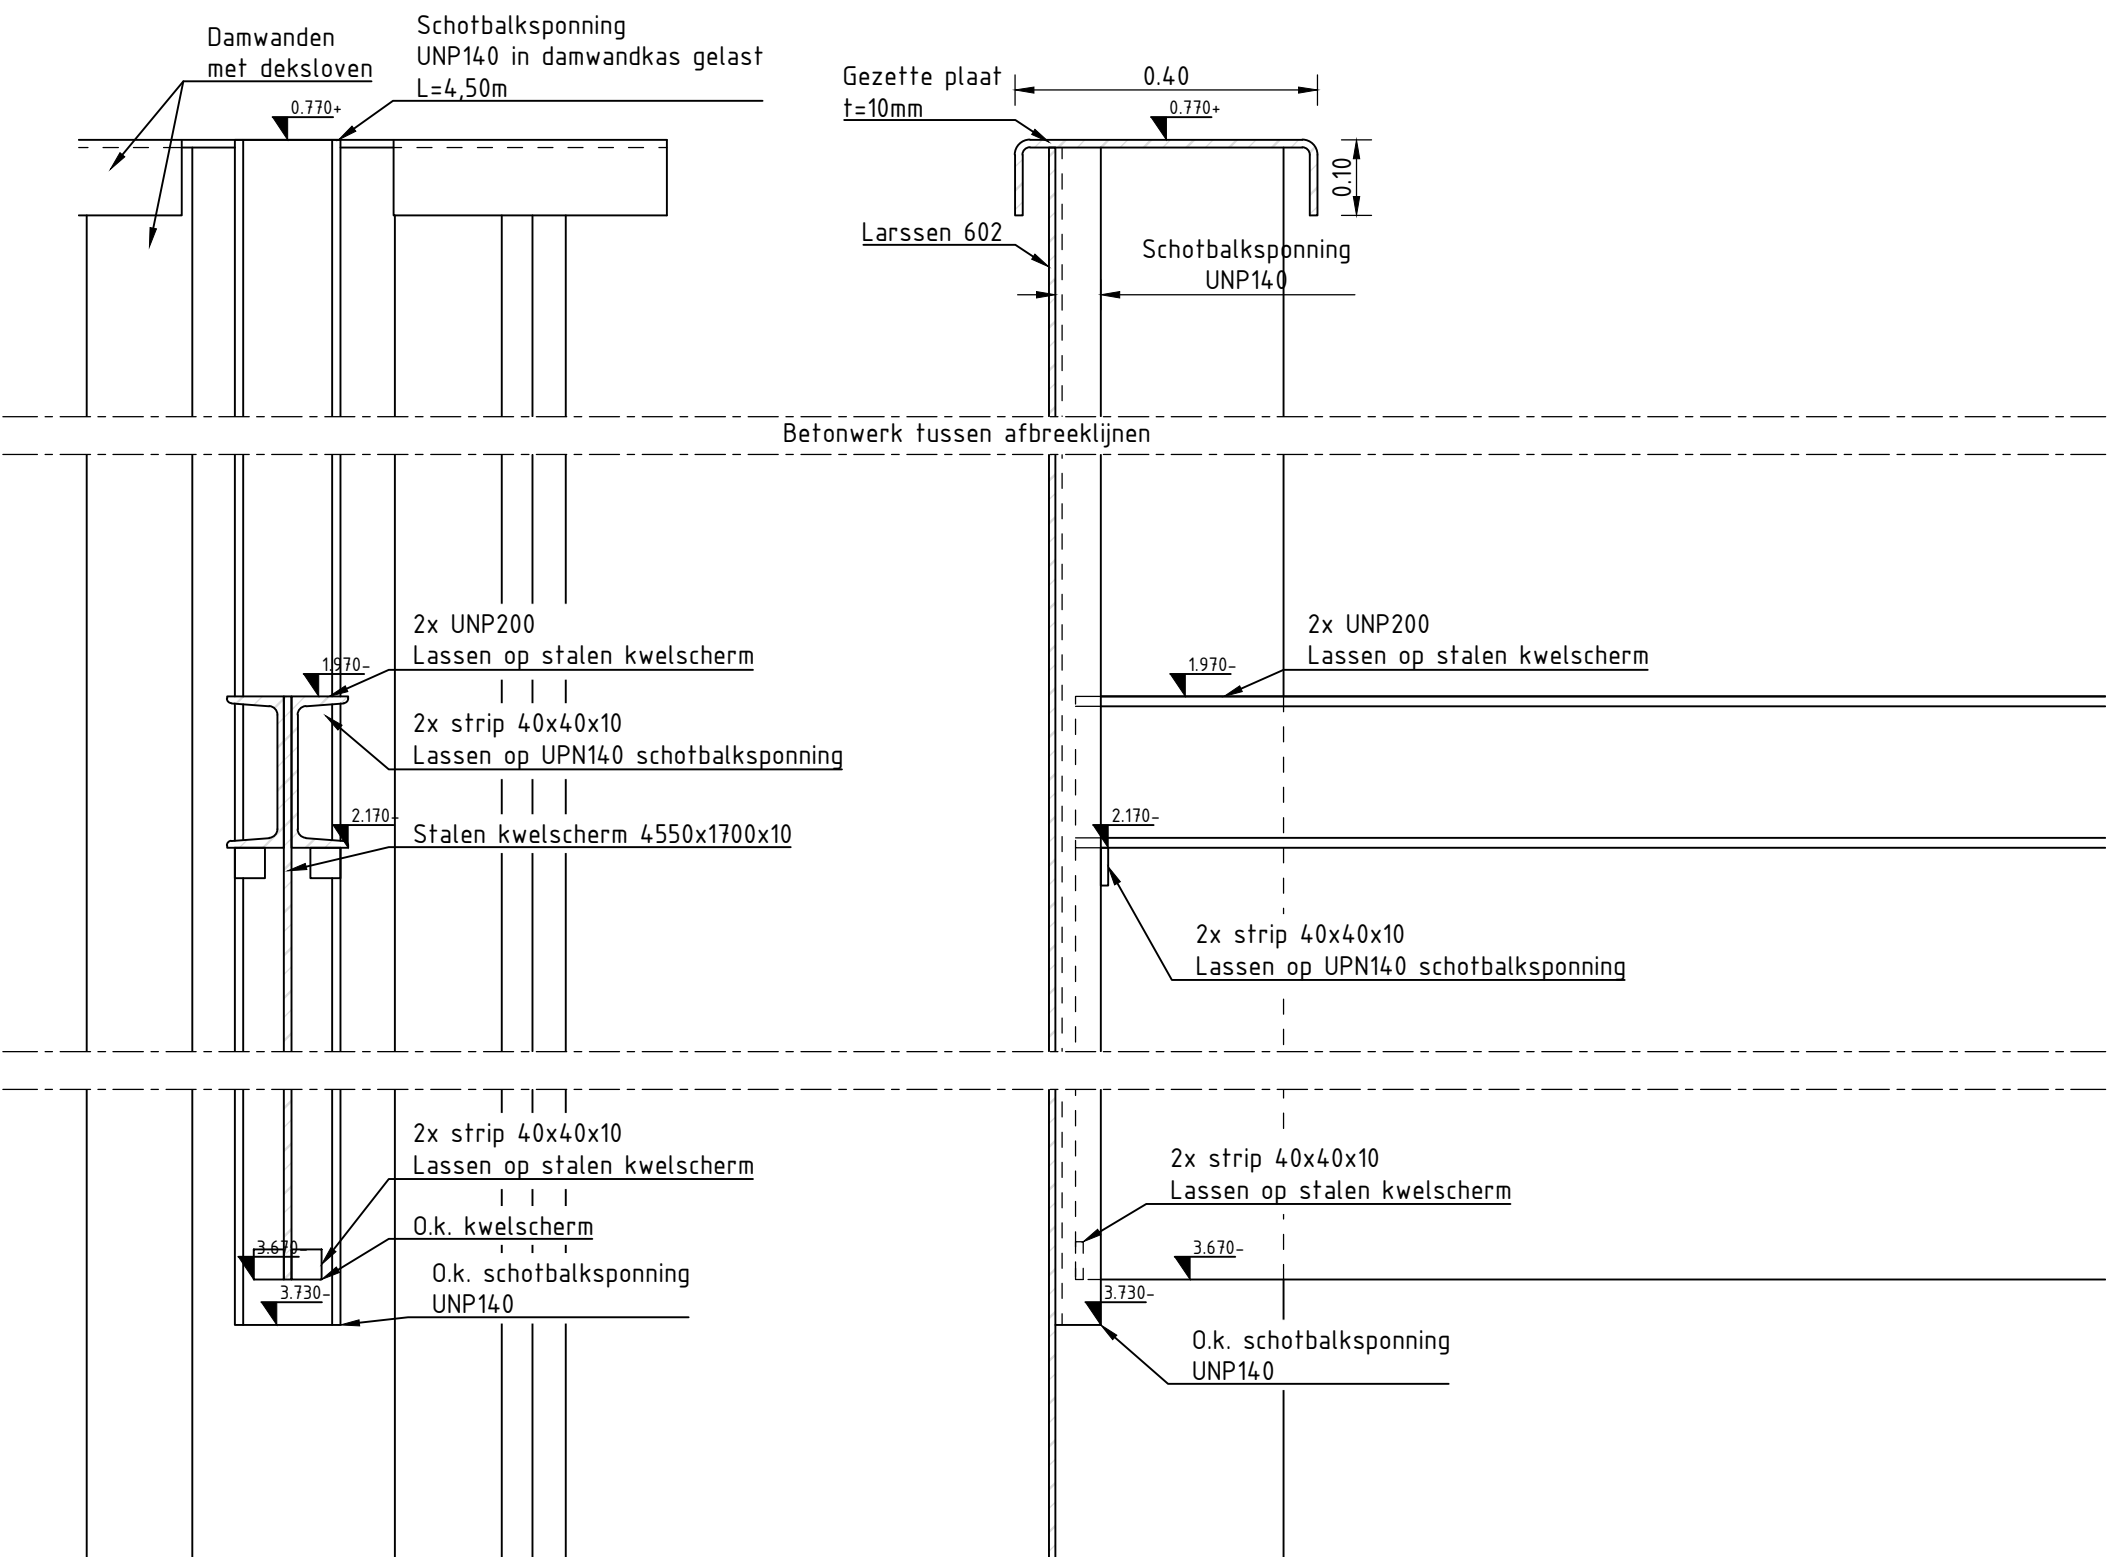 Damwanden
met deksloven
Schotbalksponning
UNP140 in damwandkas gelast
L=4,50m
0.770+
Gezette plaat
t=10mm
0.40
0.770+
0.10
Larssen 602
Schotbalksponning
UNP140
Betonwerk tussen afbreeklijnen
2x UNP200
Lassen op stalen kwelscherm
1.970-
2x strip 40x40x10
Lassen op UPN140 schotbalksponning
2.170-
Stalen kwelscherm 4550x1700x10
2x UNP200
Lassen op stalen kwelscherm
1.970-
2.170-
2x strip 40x40x10
Lassen op UPN140 schotbalksponning
2x strip 40x40x10
Lassen op stalen kwelscherm
O.k. kwelscherm
3.670-
O.k. schotbalksponning
UNP140
3.730-
2x strip 40x40x10
Lassen op stalen kwelscherm
3.670-
3.730-
O.k. schotbalksponning
UNP140